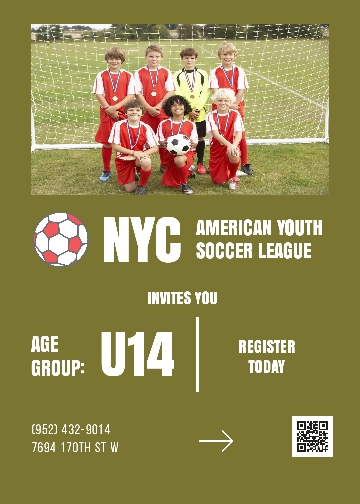 NYC
AMERICAN YOUTH
SOCCER LEAGUE
INVITES YOU
AGE
GROUP:
U14
REGISTER
TODAY
(952) 432-9014
7694 170TH ST W